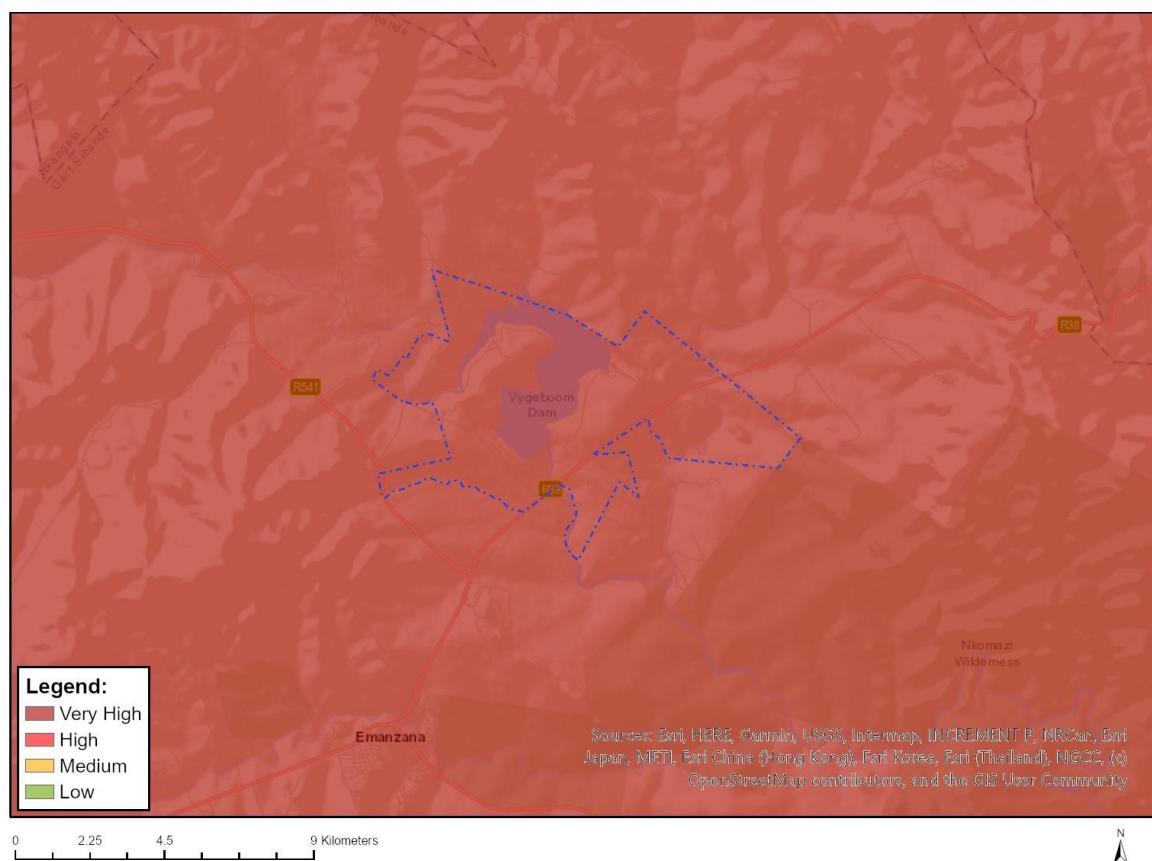 Sibande
Nkangala
Gert Sibande
R38
R541
Vygeboom
Dam
R38
Nkomazi
Wilderness
Emanzana
Legend:
Very High
High
Medium
Low
Sources: Esri, HERE, Garmin, USGS, Intermap, INCREMENT P, NRCan, Esri
Japan, METI, Esri China (Hong Kong), Esri Korea, Esri (Thailand), NGCC, (c)
OpenStreetMap contributors, and the GIS User Community
0 2.25 4.5 9 Kilometers
N